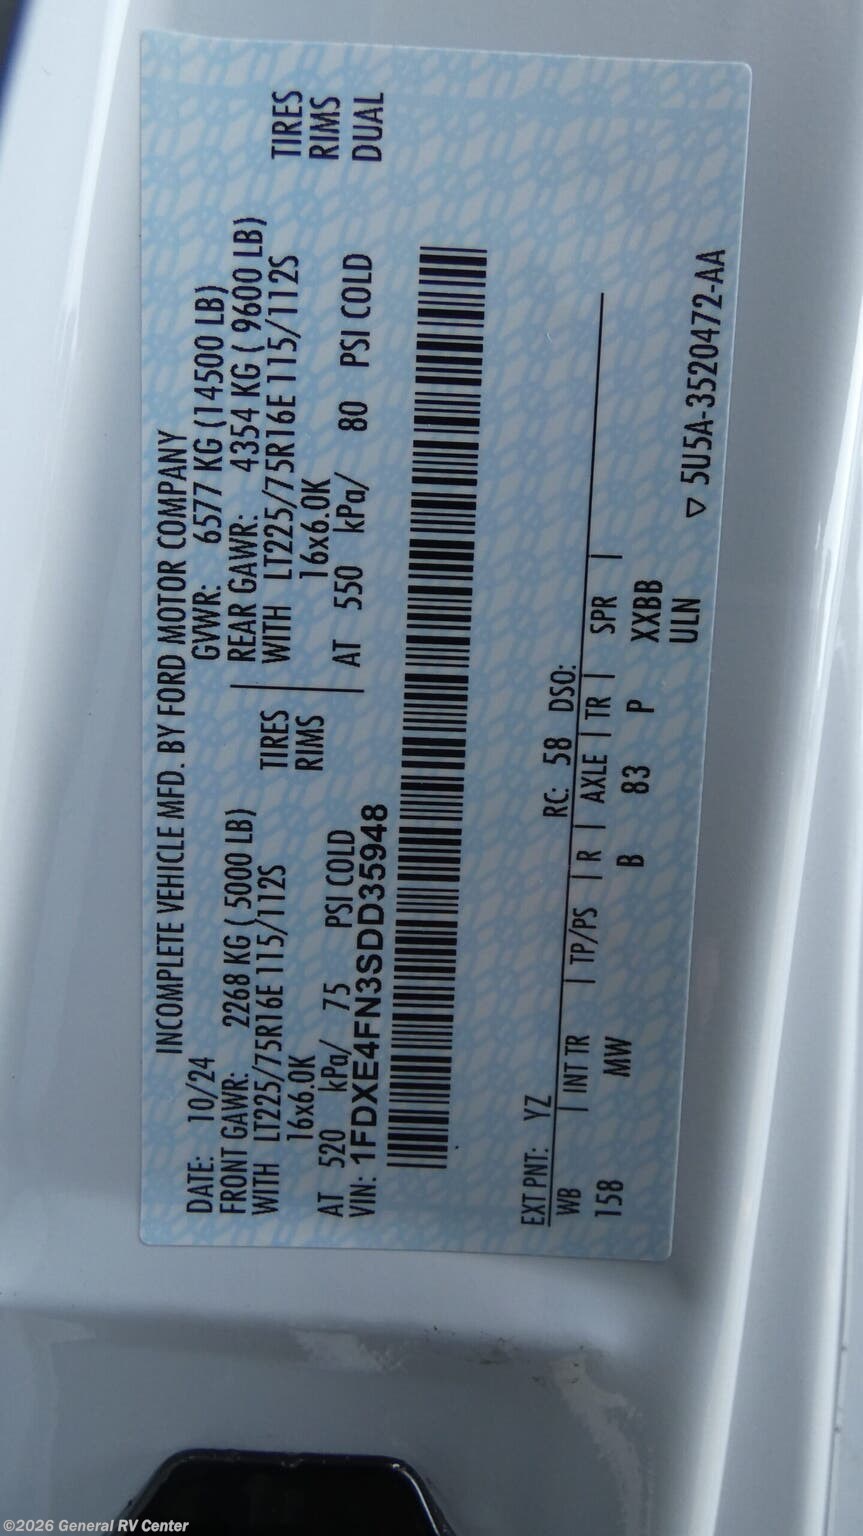 INCOMPLETE VEHICLE MFD. BY FORD MOTOR COMPANY
DATE: 10/24 GVWR: 6577 KG (14500 LB)
FRONT GAWR: 2268 KG ( 5000 LB) REAR GAWR: 4354 KG ( 9600 LB)
WITH LT225/75R16E 115/112S TIRES WITH LT225/75R16E 115/112S TIRES
16x6.0K RIMS 16x6.0K RIMS
AT 520 kPa/ 75 PSI COLD AT 550 kPa/ 80 PSI COLD DUAL
VIN: 1FDXE4FN3SDD35948
EXT PNT: YZ RC: 58 DSO:
WB | INT TR | TP/PS | R | AXLE | TR | SPR |
158 MW B 83 P XXBB
ULN
▽ 5U5A-3520472-AA
©2026 General RV Center